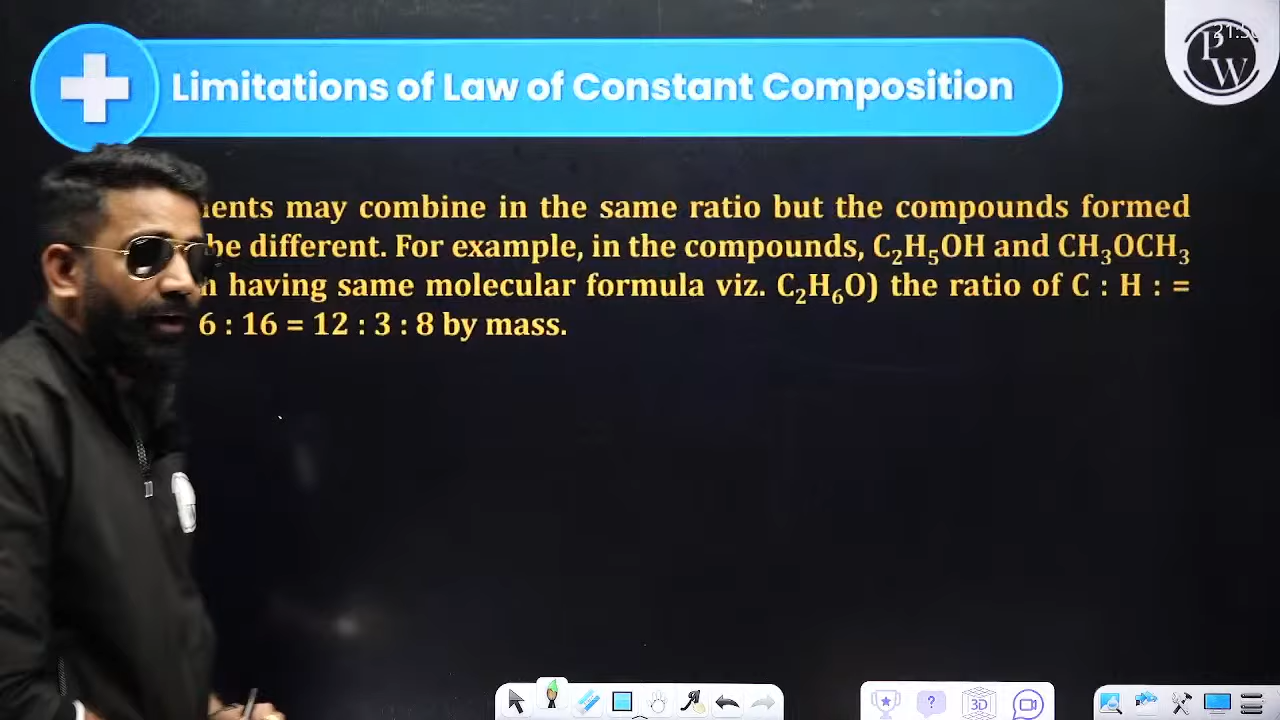 Limitations of Law of Constant Composition
PW
may combine in the same ratio but the compounds formed
be different. For example, in the compounds, C₂H₅OH and CH₃OCH₃
having same molecular formula viz. C₂H₆O) the ratio of C : H : =
6 : 16 = 12 : 3 : 8 by mass.
?
3D